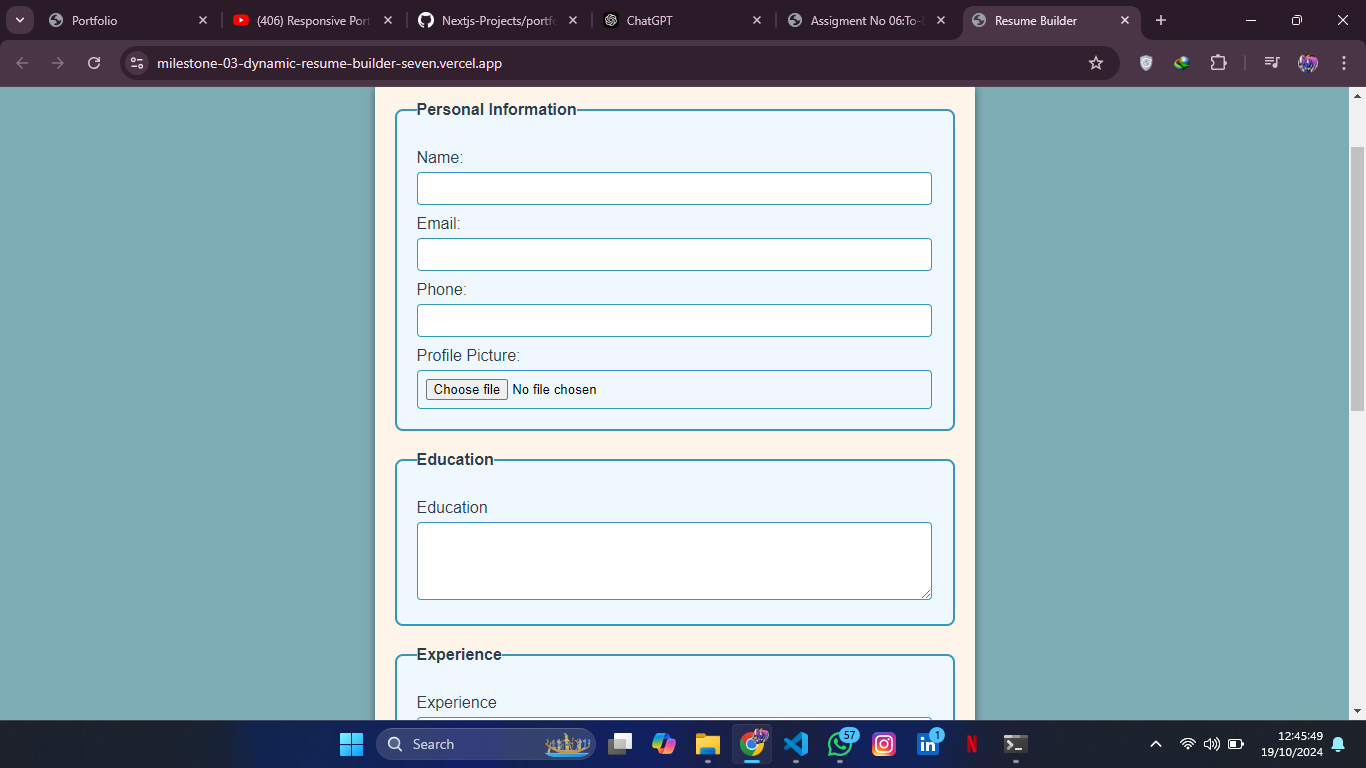 Portfolio
(406) Responsive Port
Nextjs-Projects/portfo
ChatGPT
Assigment No 06:To-
Resume Builder
milestone-03-dynamic-resume-builder-seven.vercel.app
Personal Information
Name:
Email:
Phone:
Profile Picture:
Choose file No file chosen
Education
Education
Experience
Experience
Search
57
1
12:45:49
19/10/2024